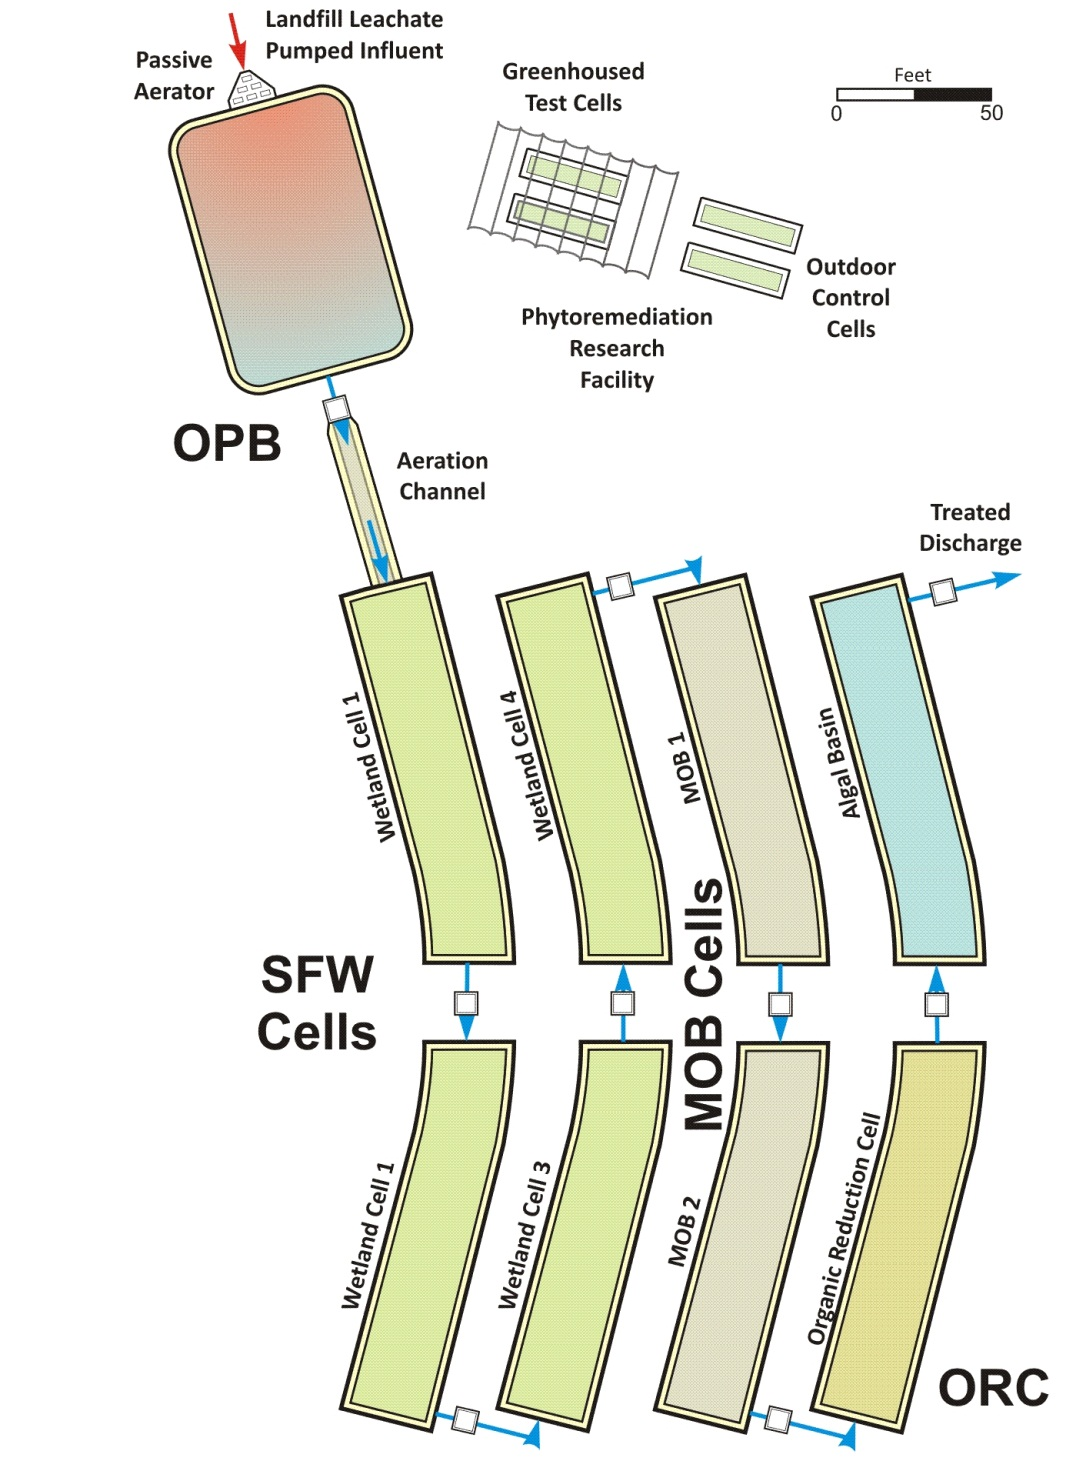 Landfill Leachate
Pumped Influent
Passive
Aerator
Greenhoused
Test Cells
Feet
0
50
Outdoor
Control
Cells
Phytoremediation
Research
Facility
OPB
Aeration
Channel
Treated
Discharge
Wetland Cell 1
Wetland Cell 4
MOB 1
Algal Basin
SFW
Cells
MOB Cells
Wetland Cell 1
Wetland Cell 3
MOB 2
Organic Reduction Cell
ORC